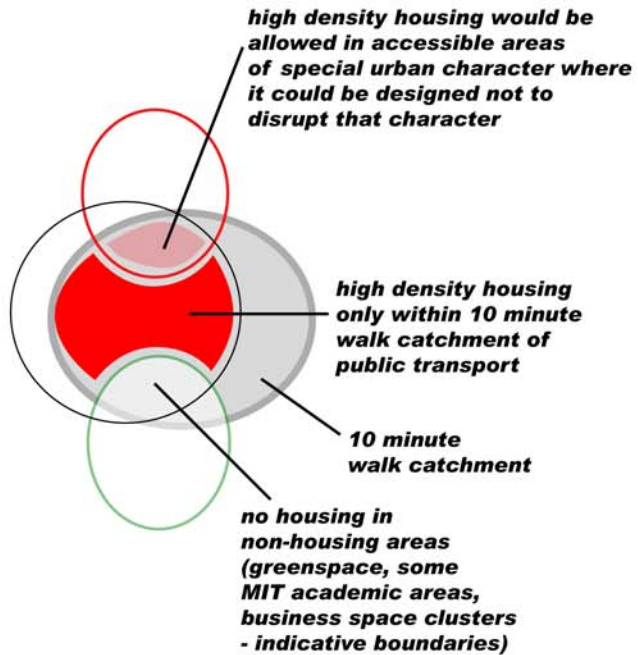 high density housing would be
allowed in accessible areas
of special urban character where
it could be designed not to
disrupt that character
high density housing
only within 10 minute
walk catchment of
public transport
10 minute
walk catchment
no housing in
non-housing areas
(greenspace, some
MIT academic areas,
business space clusters
- indicative boundaries)